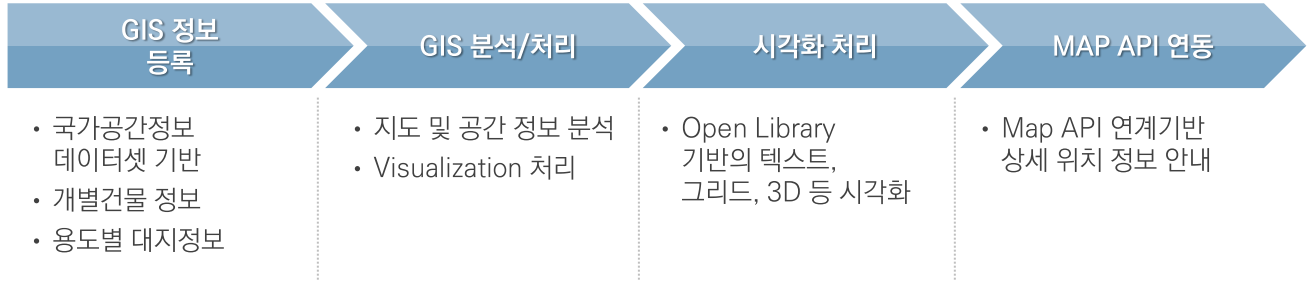 GIS 정보
등록
GIS 분석/처리
시각화 처리
MAP API 연동
• 국가공간정보
데이터셋 기반
• 개별건물 정보
• 용도별 대지정보
• 지도 및 공간 정보 분석
• Visualization 처리
• Open Library
기반의 텍스트,
그리드, 3D 등 시각화
• Map API 연계기반
상세 위치 정보 안내